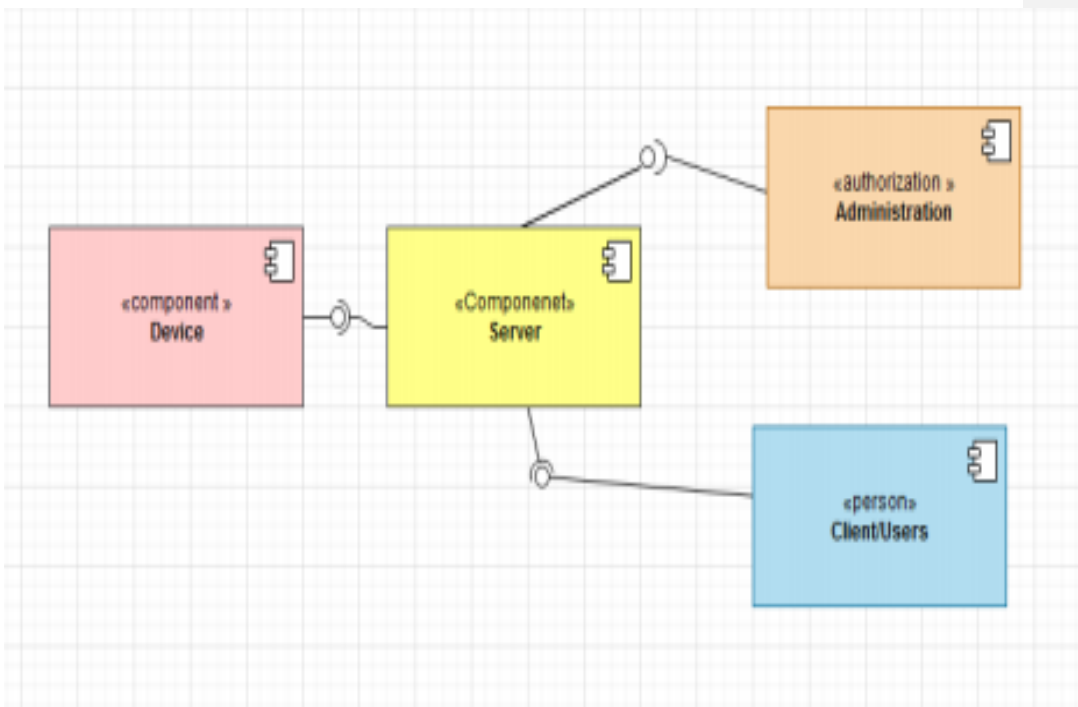 «component »
Device
«Componenet»
Server
«authorization »
Administration
«person»
Client/Users